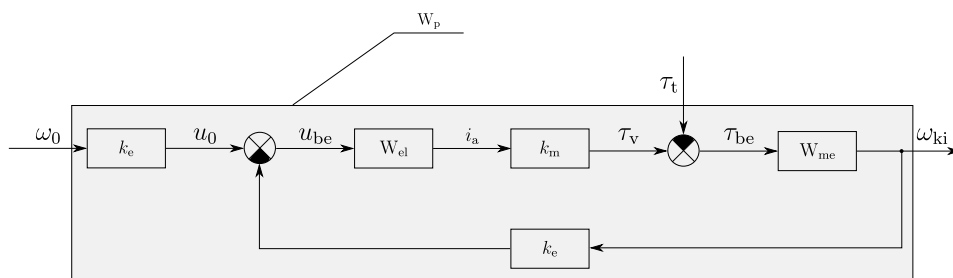 W_p
τ_t
ω_0 k_e u_0 u_be W_el i_a k_m τ_v τ_be W_me ω_ki
k_e